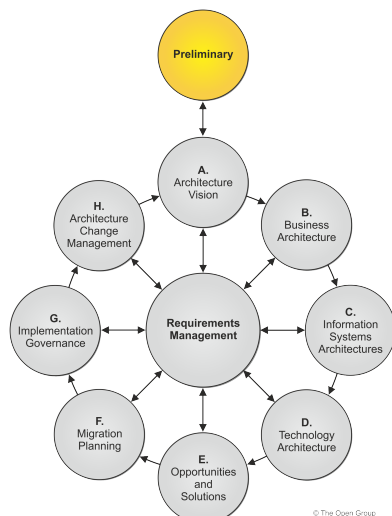 Preliminary
A.
Architecture
Vision
B.
Business
Architecture
C.
Information
Systems
Architectures
D.
Technology
Architecture
E.
Opportunities
and
Solutions
F.
Migration
Planning
G.
Implementation
Governance
H.
Architecture
Change
Management
Requirements
Management
© The Open Group